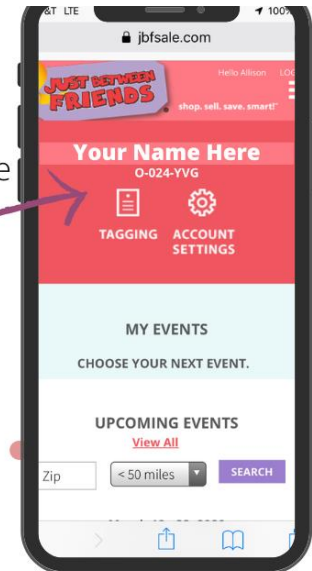 &T LTE 100%
jbfsale.com
Hello Allison
JUST BETWEEN
FRIENDS
shop. sell. save. smart!
Your Name Here
O-024-YVG
TAGGING ACCOUNT
SETTINGS
MY EVENTS
CHOOSE YOUR NEXT EVENT.
UPCOMING EVENTS
View All
Zip < 50 miles SEARCH